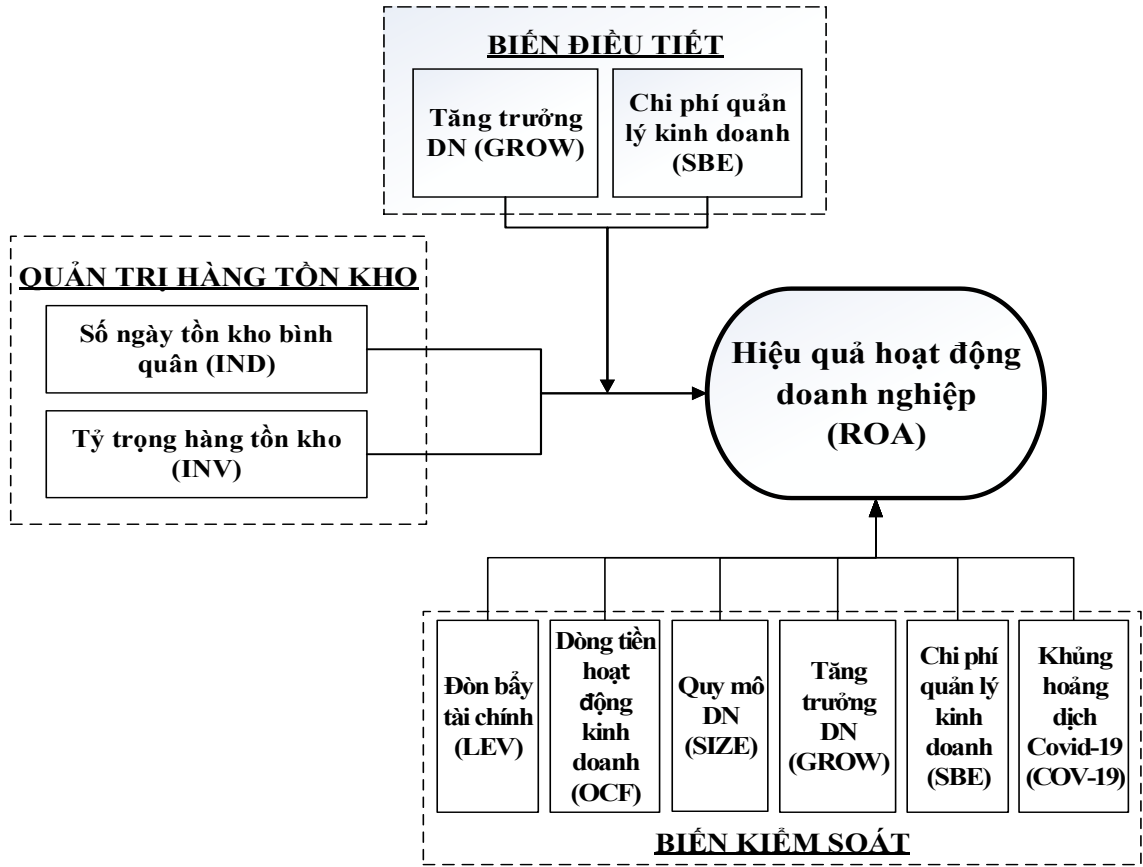 BIẾN ĐIỀU TIẾT
Tăng trưởng
DN (GROW)
Chi phí quản
lý kinh doanh
(SBE)
QUẢN TRỊ HÀNG TỒN KHO
Số ngày tồn kho bình
quân (IND)
Tỷ trọng hàng tồn kho
(INV)
Hiệu quả hoạt động
doanh nghiệp
(ROA)
Đòn bẩy
tài chính
(LEV)
Dòng tiền
hoạt
động
kinh
doanh
(OCF)
Quy mô
DN
(SIZE)
Tăng
trưởng
DN
(GROW)
Chi phí
quản lý
kinh
doanh
(SBE)
Khủng
hoảng
dịch
Covid-19
(COV-19)
BIẾN KIỂM SOÁT